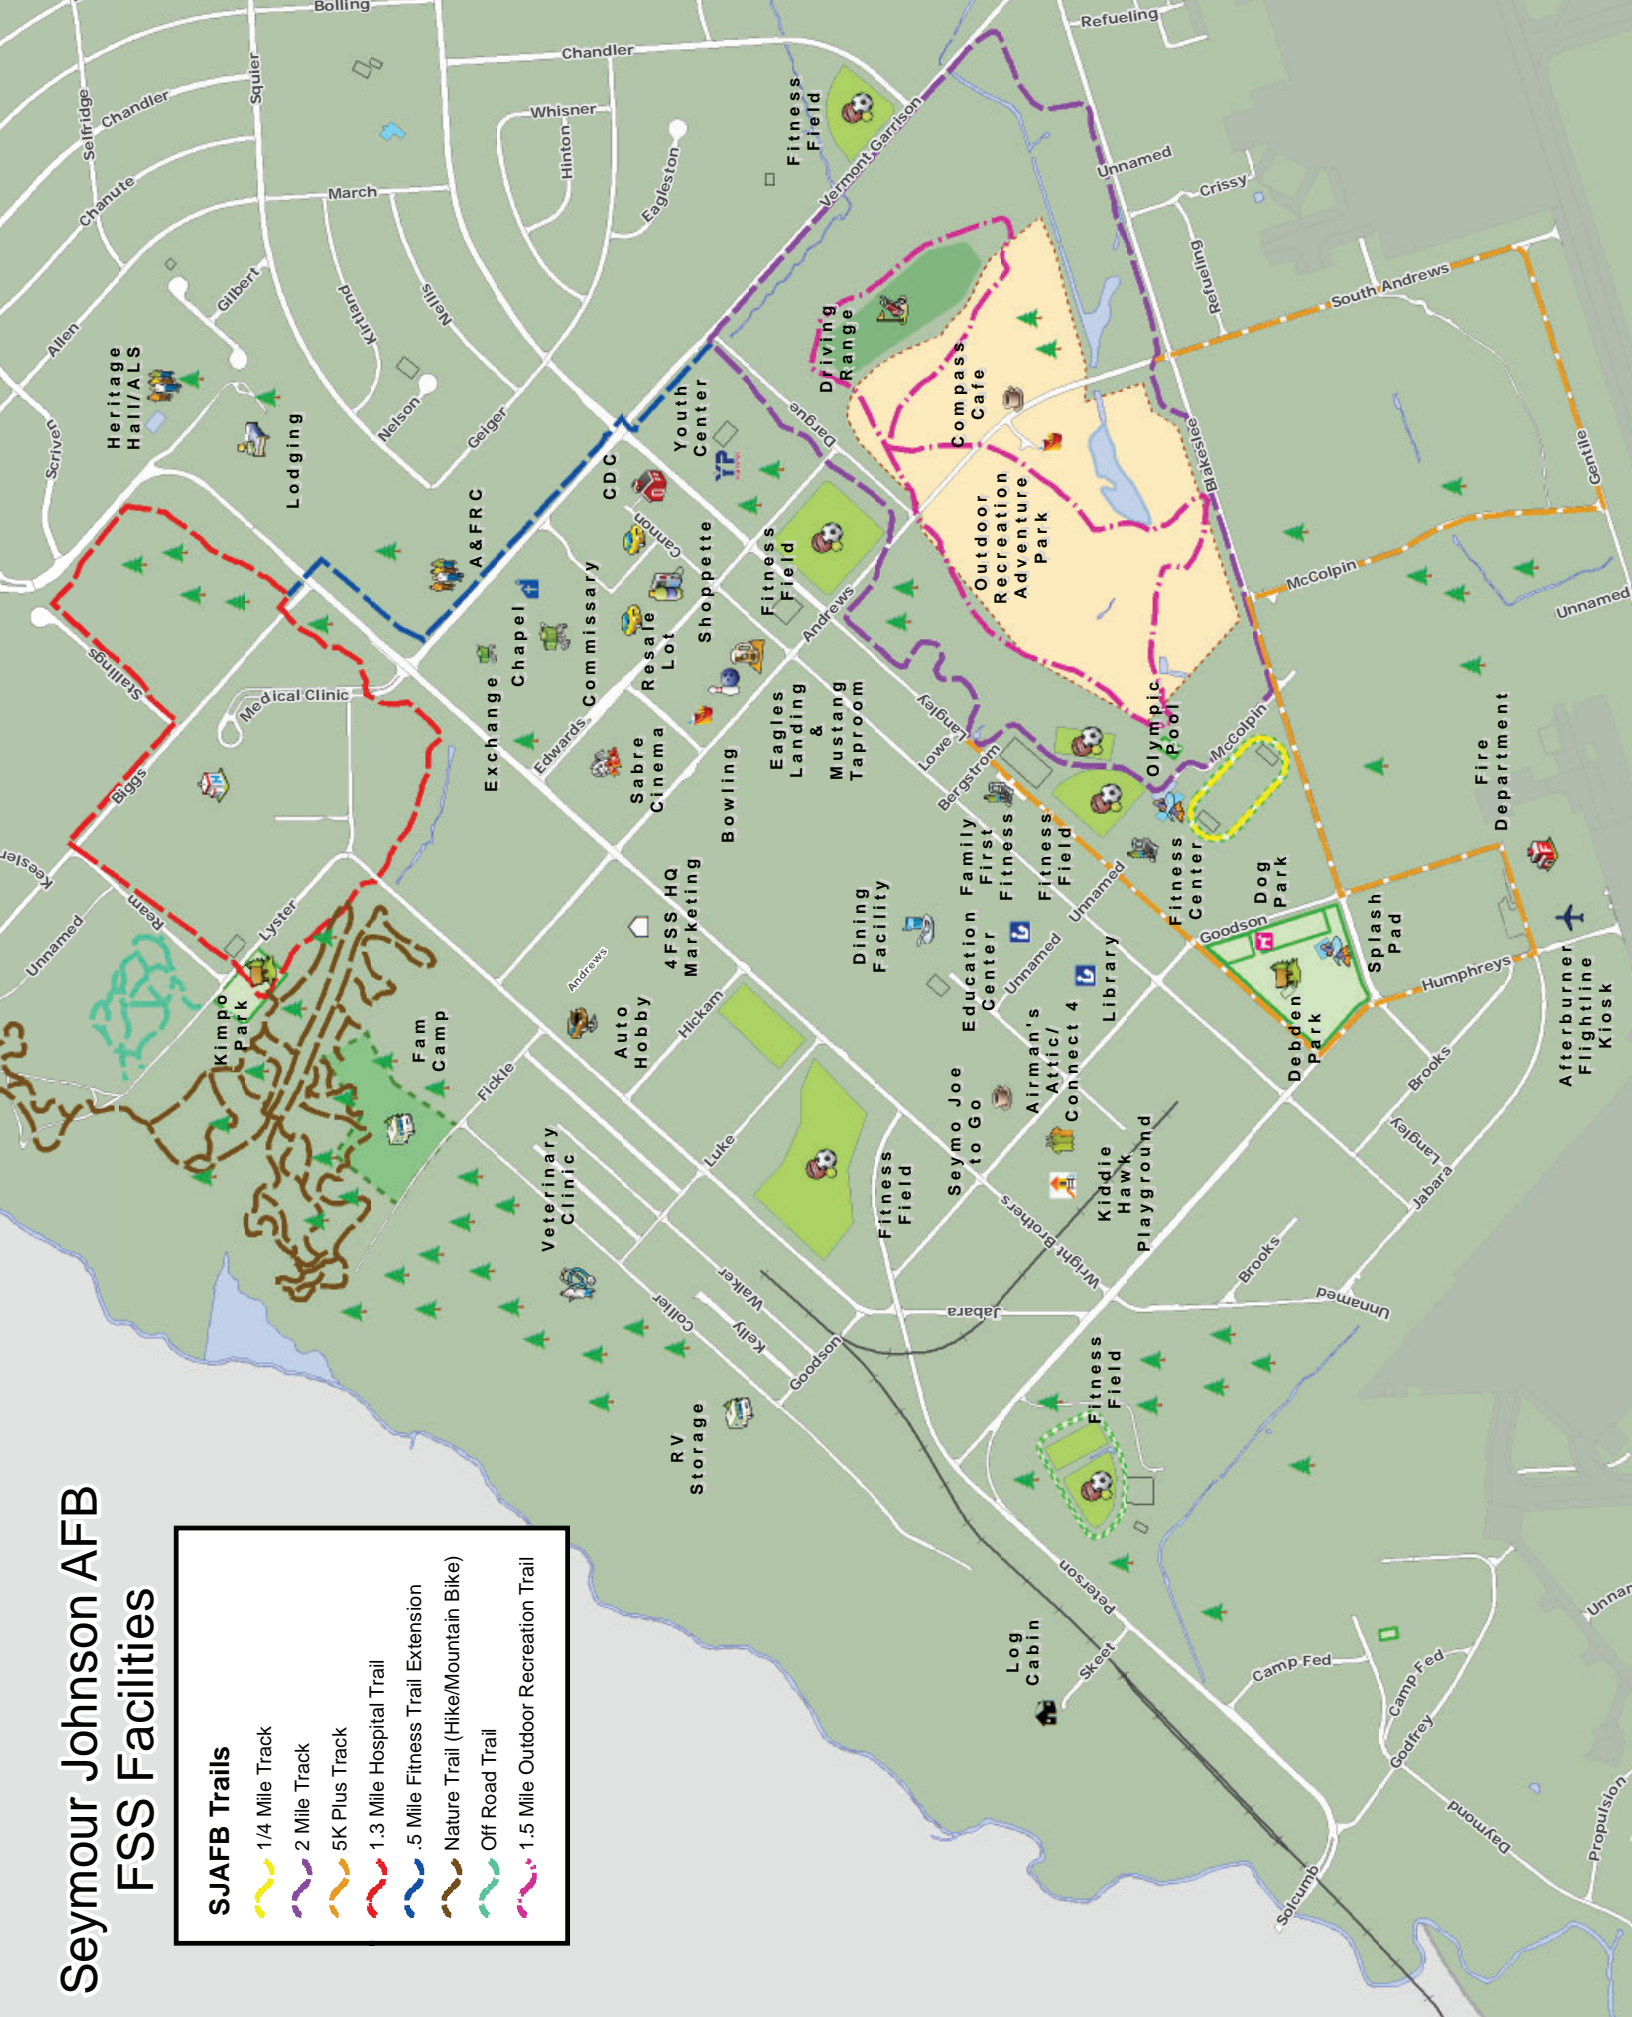 Seymour Johnson AFB
FSS Facilities
SJAFB Trails
1/4 Mile Track
2 Mile Track
5K Plus Track
1.3 Mile Hospital Trail
.5 Mile Fitness Trail Extension
Nature Trail (Hike/Mountain Bike)
Off Road Trail
1.5 Mile Outdoor Recreation Trail
Bolling
Refueling
Chandler
Squier
Selfridge
Chandler
Chanute
Whisner
Hinton
Eagleston
March
Fitness
Field
Vermont Garrison
Unnamed
Crissy
Refueling
South Andrews
Gentile
Gilbert
Kirtland
Nellis
Allen
Nelson
Geiger
Scriven
Heritage
Hall/ALS
Lodging
A&FRC
CDC
Youth
Center
YP
Driving
Range
Dargue
Compass
Cafe
Outdoor
Recreation
Adventure
Park
Blakeslee
McColpin
Unnamed
Cannon
Shoppette
Fitness
Field
Andrews
Chapel
Commissary
Resale
Lot
Exchange
Edwards
Sabre
Cinema
Bowling
Eagles
Landing
&
Mustang
Taproom
Langley
Lowe
Bergstrom
Olympic
Pool
McColpin
Stallings
Medical Clinic
Biggs
Keesler
Unnamed
Ream
Lyster
Kimpo
Park
Fam
Camp
Fickle
Andrews
4FSS HQ
Marketing
Auto
Hobby
Hickam
Dining
Facility
Family
First
Fitness
Fitness
Field
Unnamed
Fitness
Center
Dog
Park
Goodson
Splash
Pad
Fire
Department
Humphreys
Afterburner
Flightline
Kiosk
Education
Center
Unnamed
Library
Airman's
Attic/
Connect 4
Debden
Park
Brooks
Langley
Jabara
Seymo Joe
to Go
Kiddie
Hawk
Playground
Wright Brothers
Veterinary
Clinic
Luke
Fitness
Field
Walker
Collier
Kelly
Goodson
Jabara
Brooks
Unnamed
RV
Storage
Fitness
Field
Peterson
Log
Cabin
Skeet
Camp Fed
Camp Fed
Godfrey
Daymond
Propulsion
Solcumb